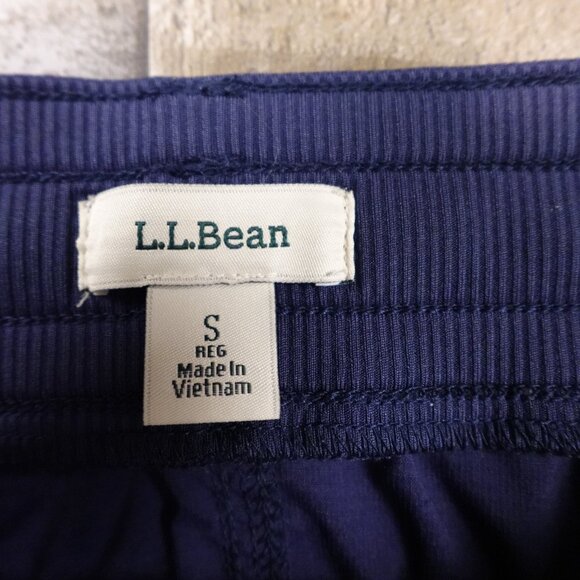 L.L.Bean
S
REG
Made In
Vietnam